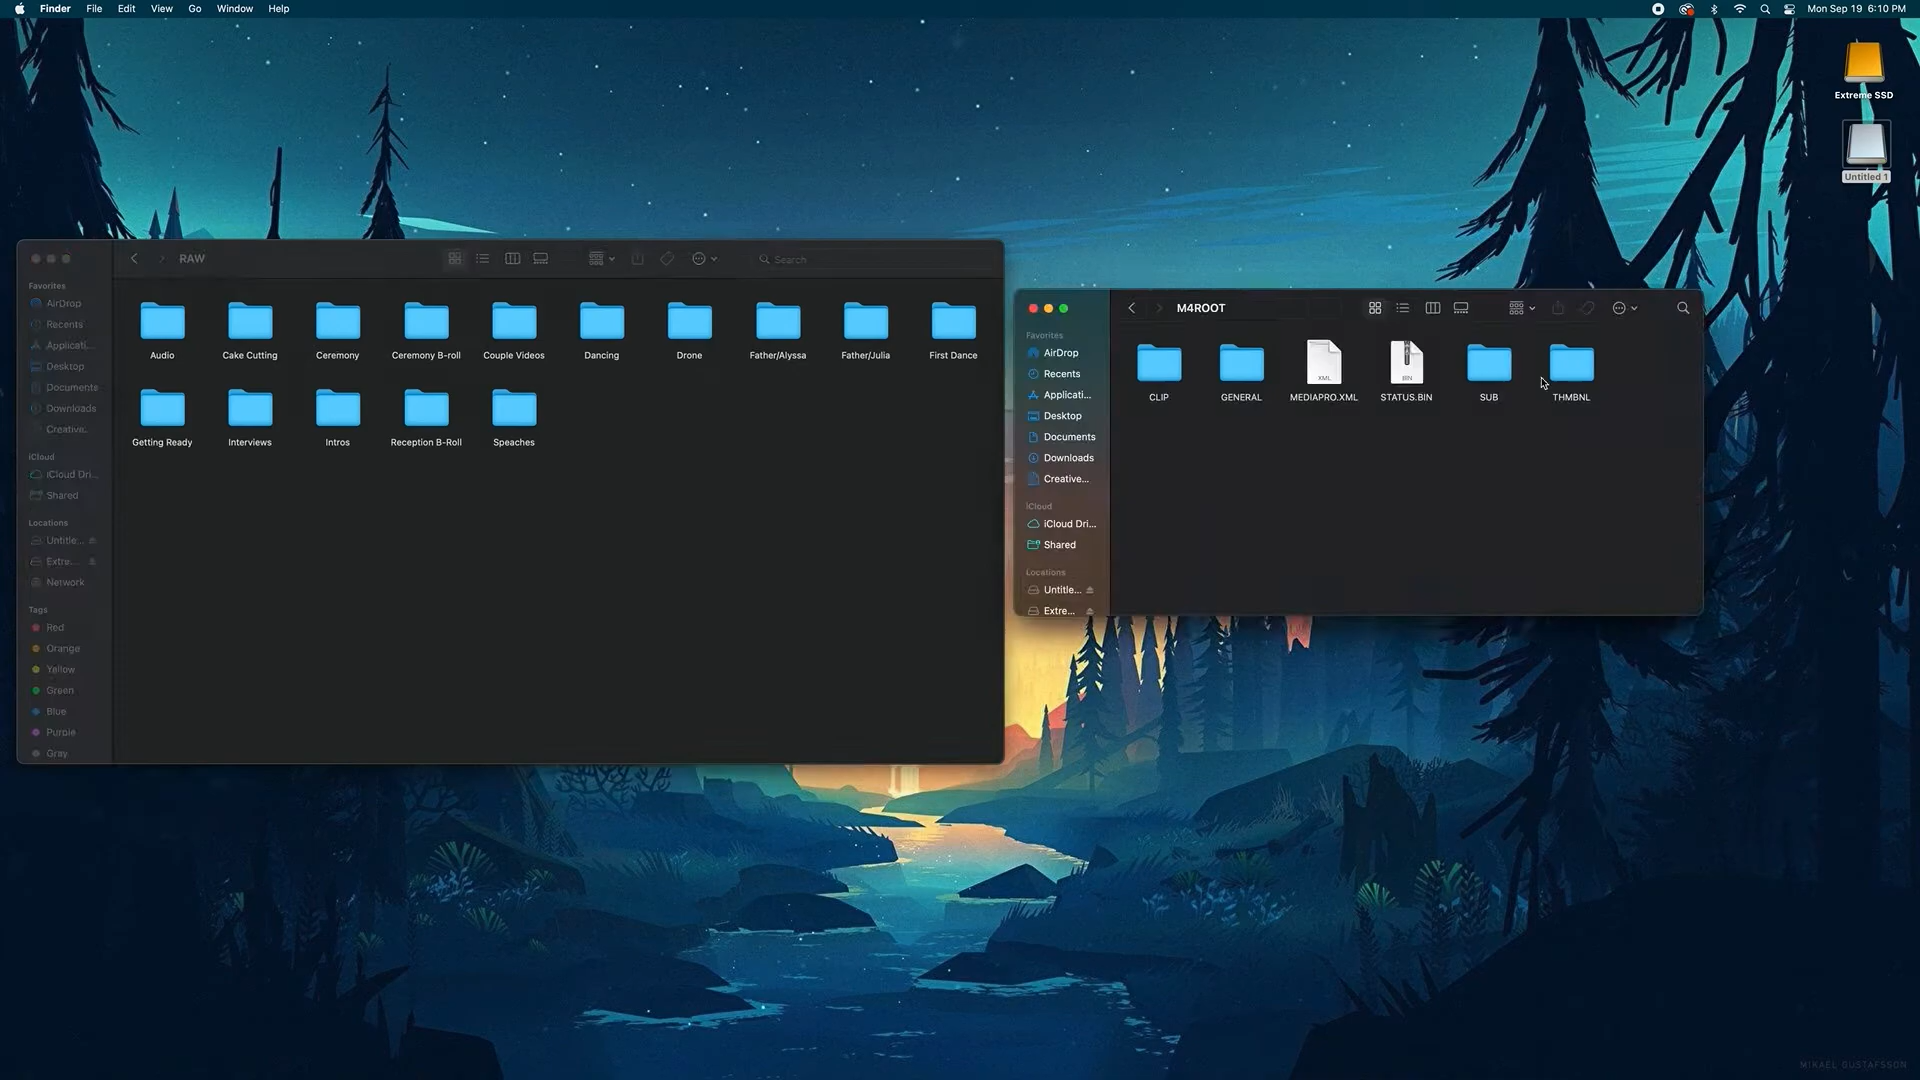 Finder File Edit View Go Window Help
Mon Sep 19 6:10 PM
Extreme SSD
Untitled 1
RAW
Search
Favorites
AirDrop
Recents
Applicati...
Desktop
Documents
Downloads
Creative...
iCloud
iCloud Dri...
Shared
Locations
Untitle...
Extre...
Network
Tags
Red
Orange
Yellow
Green
Blue
Purple
Gray
Audio Cake Cutting Ceremony Ceremony B-roll Couple Videos Dancing Drone Father/Alyssa Father/Julia First Dance
Getting Ready Interviews Intros Reception B-Roll Speaches
M4ROOT
Favorites
AirDrop
Recents
Applicati...
Desktop
Documents
Downloads
Creative...
iCloud
iCloud Dri...
Shared
Locations
Untitle...
Extre...
CLIP GENERAL MEDIAPRO.XML STATUS.BIN SUB THMBNL
XML
BIN
MIKAEL GUSTAFSSON